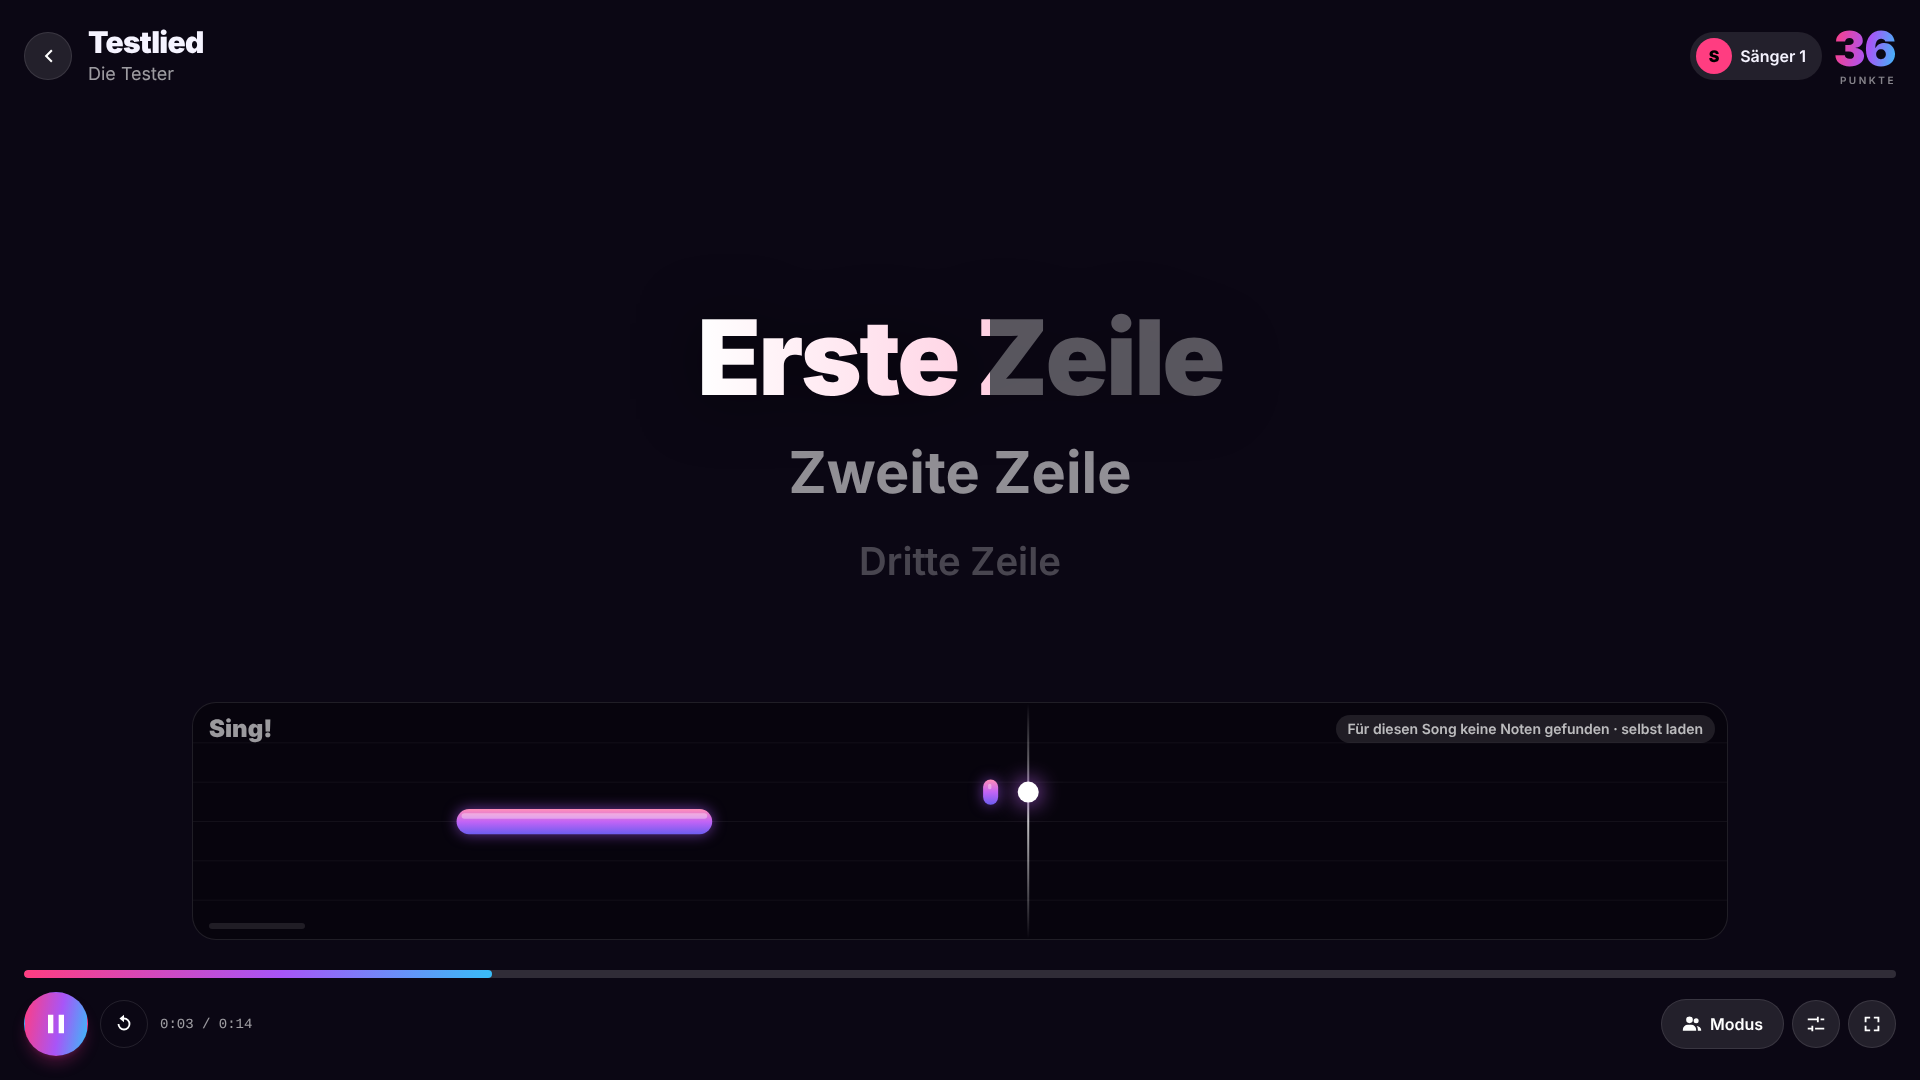 Testlied
Die Tester
S Sänger 1
36
PUNKTE
Erste Zeile
Zweite Zeile
Dritte Zeile
Sing!
Für diesen Song keine Noten gefunden · selbst laden
0:03 / 0:14
Modus